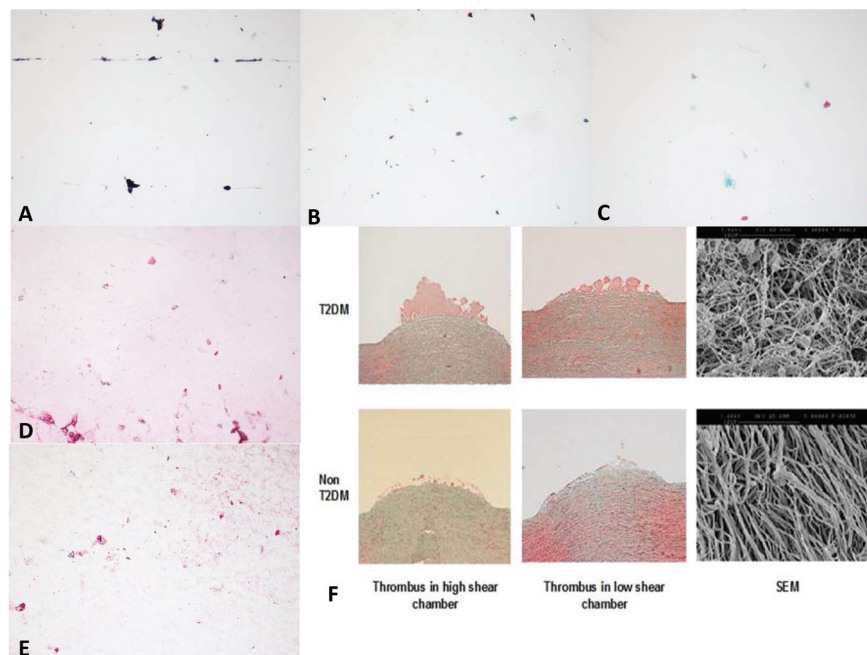 A
B
C
D
E
F
T2DM
Non
T2DM
Thrombus in high shear
chamber
Thrombus in low shear
chamber
SEM